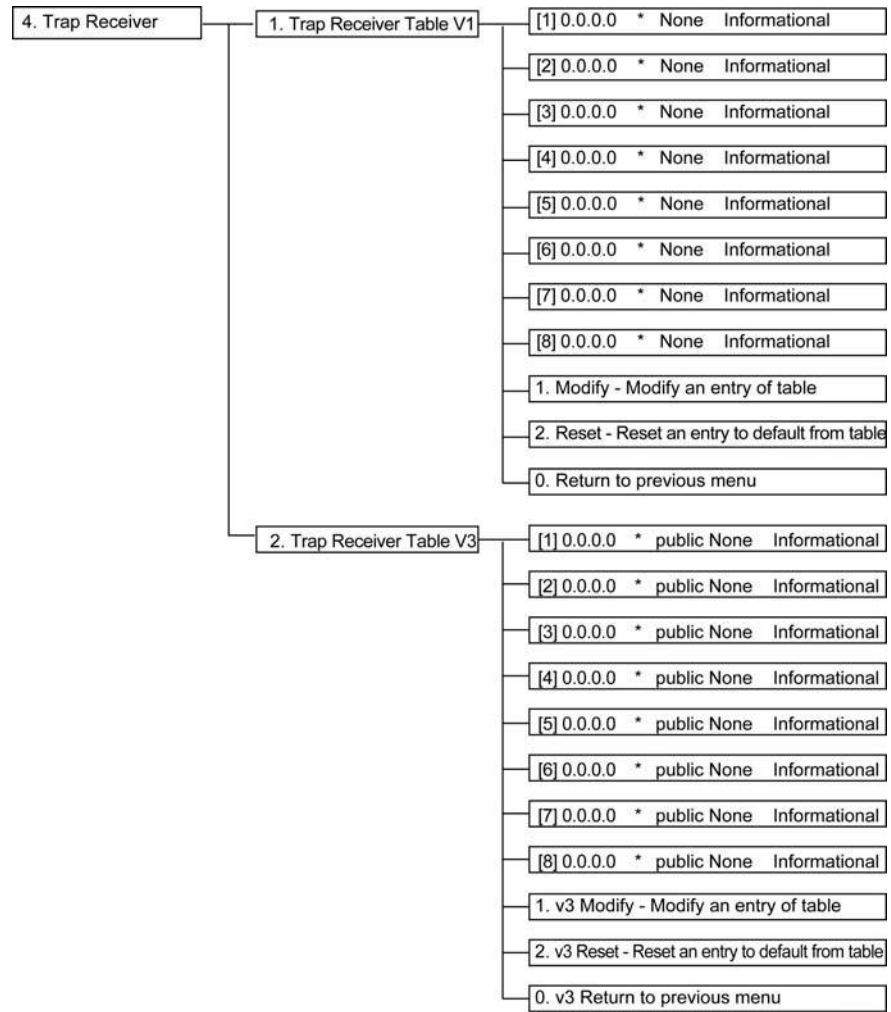 4. Trap Receiver
1. Trap Receiver Table V1
[1] 0.0.0.0 * None Informational
[2] 0.0.0.0 * None Informational
[3] 0.0.0.0 * None Informational
[4] 0.0.0.0 * None Informational
[5] 0.0.0.0 * None Informational
[6] 0.0.0.0 * None Informational
[7] 0.0.0.0 * None Informational
[8] 0.0.0.0 * None Informational
1. Modify - Modify an entry of table
2. Reset - Reset an entry to default from table
0. Return to previous menu
2. Trap Receiver Table V3
[1] 0.0.0.0 * public None Informational
[2] 0.0.0.0 * public None Informational
[3] 0.0.0.0 * public None Informational
[4] 0.0.0.0 * public None Informational
[5] 0.0.0.0 * public None Informational
[6] 0.0.0.0 * public None Informational
[7] 0.0.0.0 * public None Informational
[8] 0.0.0.0 * public None Informational
1. v3 Modify - Modify an entry of table
2. v3 Reset - Reset an entry to default from table
0. v3 Return to previous menu